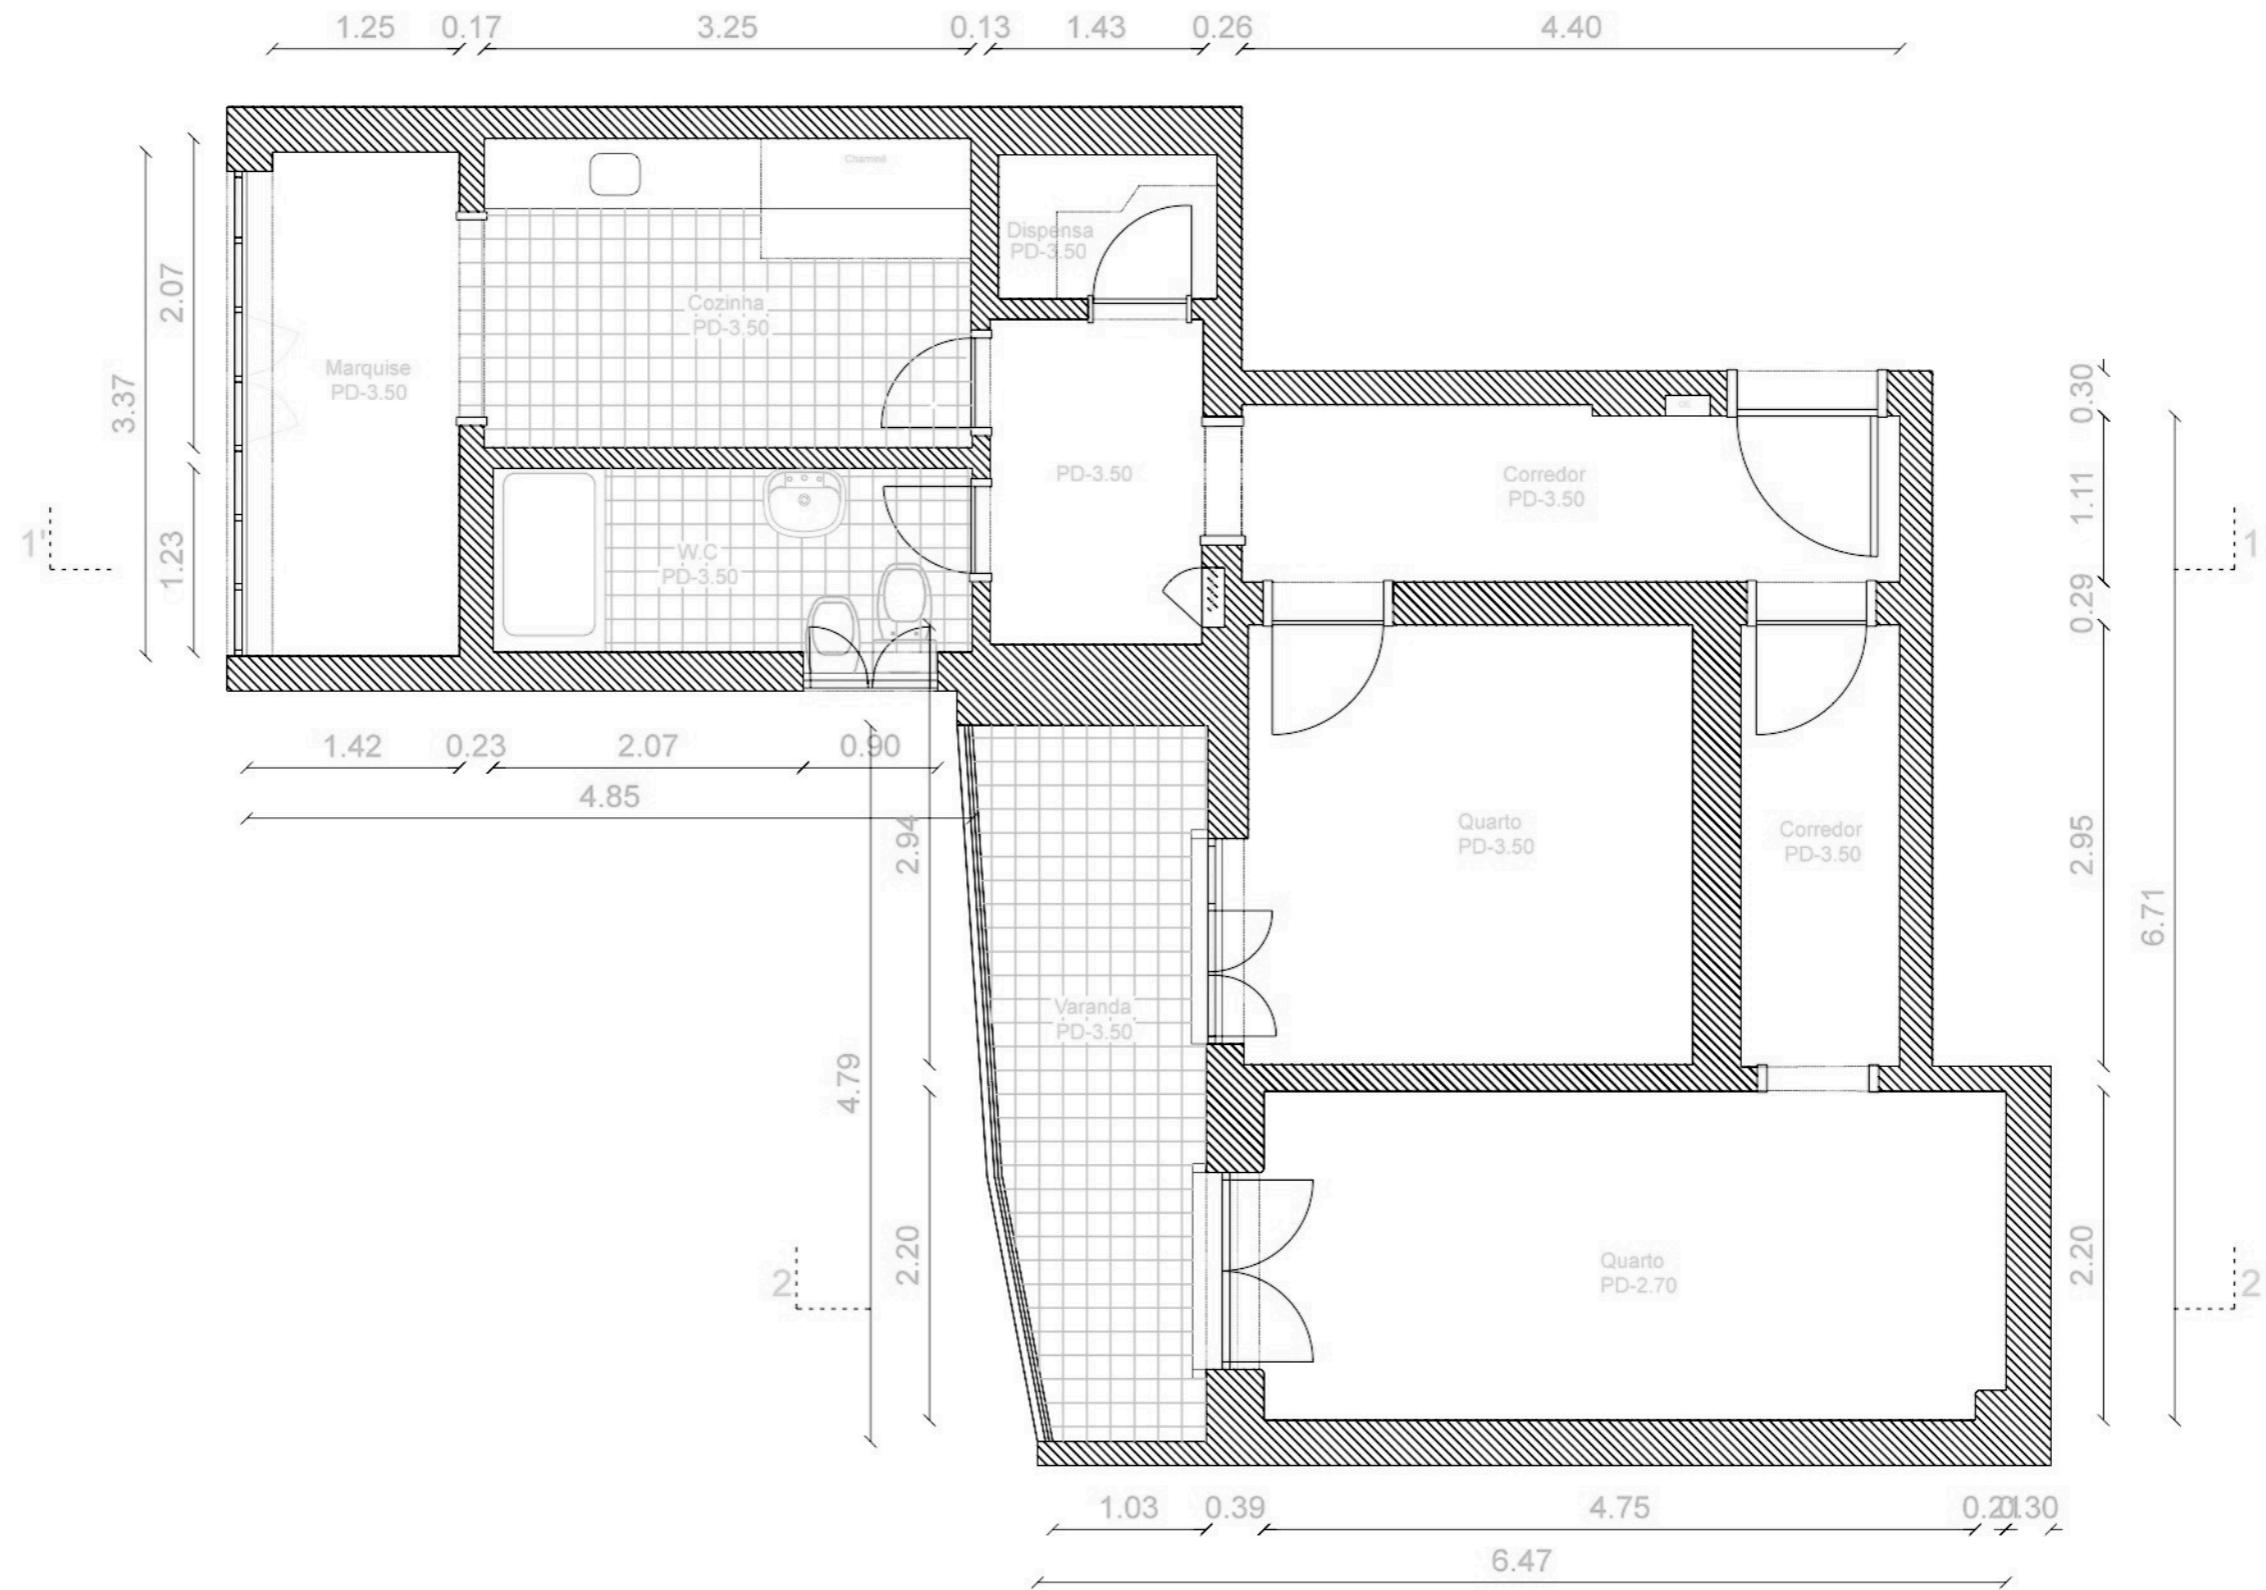 1.25 0.17 3.25 0.13 1.43 0.26 4.40
Chaminé
Dispensa
PD-3.50
Cozinha
PD-3.50
Marquise
PD-3.50
2.07
3.37
1.23
0.30
1.11
0.29
PD-3.50
Corredor
PD-3.50
W.C
PD-3.50
1'
1
1.42 0.23 2.07 0.90
4.85
2.94
4.79
2.20
Quarto
PD-3.50
Corredor
PD-3.50
2.95
6.71
Varanda
PD-3.50
Quarto
PD-2.70
2.20
2
2
1.03 0.39 4.75 0.21 0.30
6.47